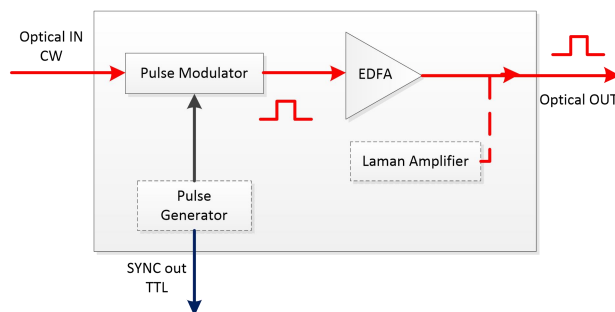 Optical IN
CW
Pulse Modulator
EDFA
Optical OUT
Laman Amplifier
Pulse
Generator
SYNC out
TTL